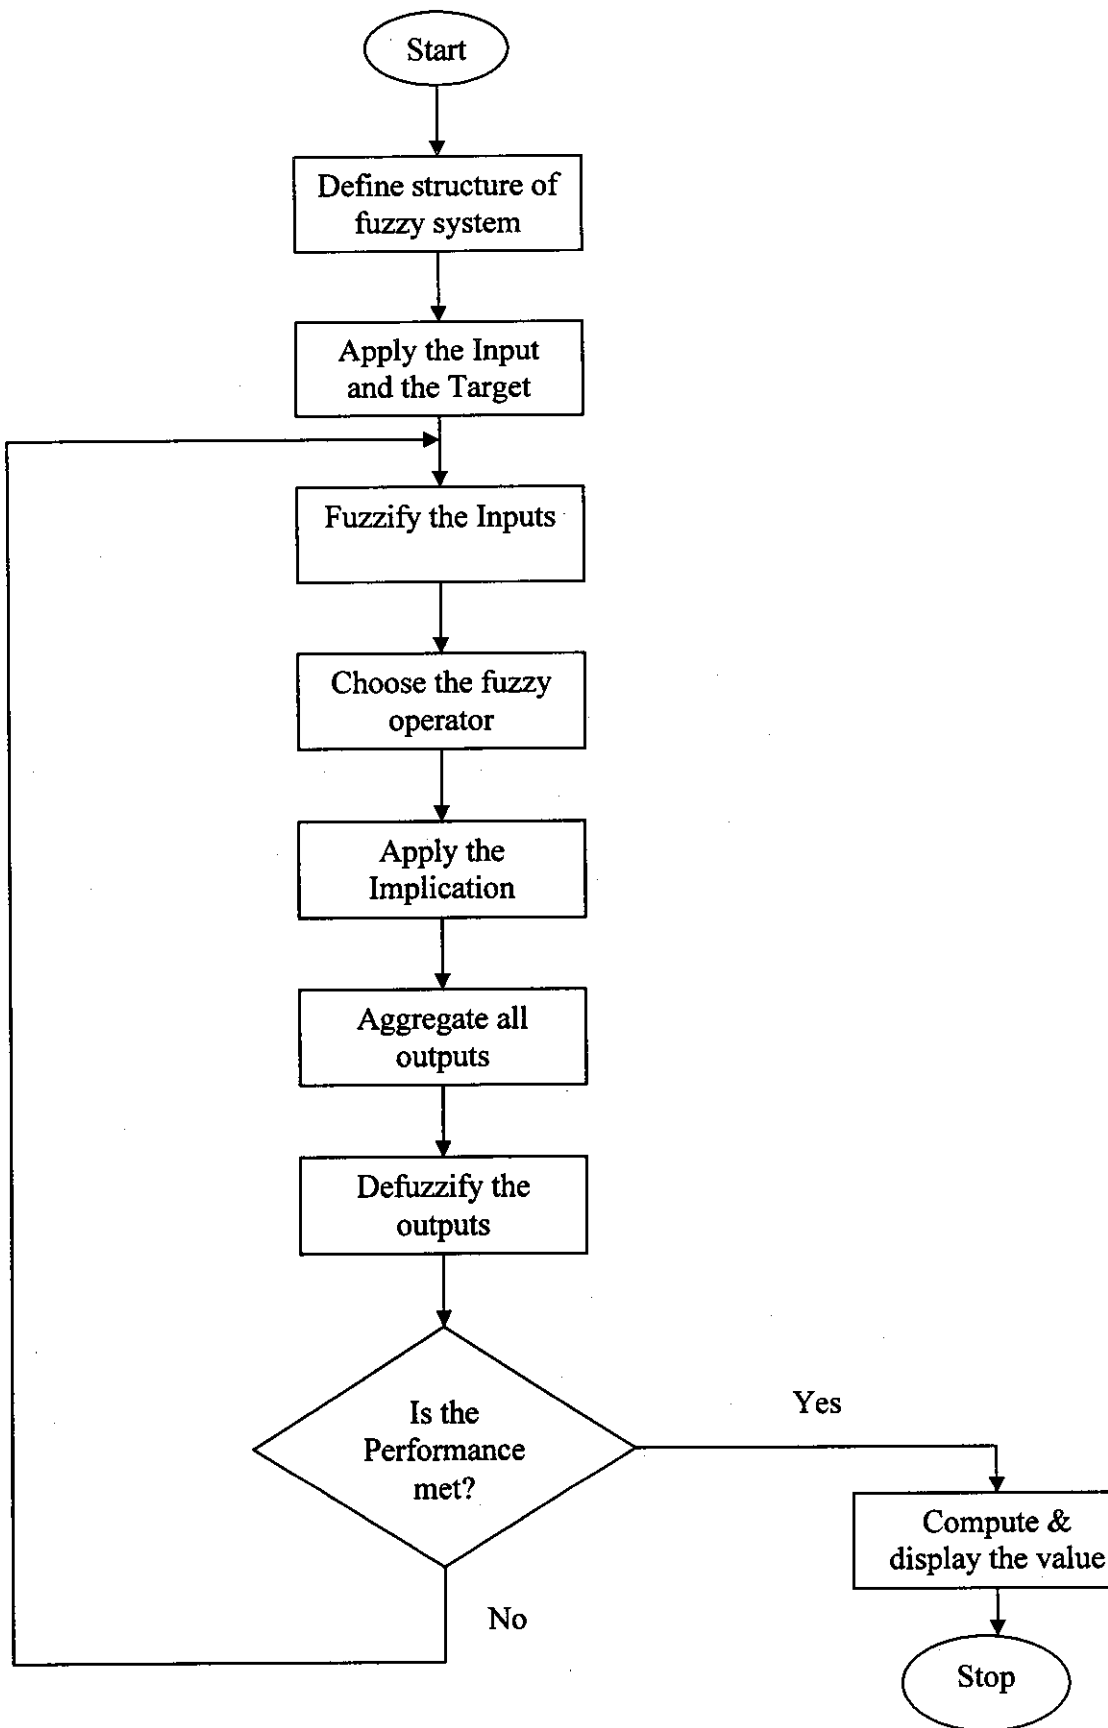 Start
Define structure of
fuzzy system
Apply the Input
and the Target
Fuzzify the Inputs
Choose the fuzzy
operator
Apply the
Implication
Aggregate all
outputs
Defuzzify the
outputs
Is the
Performance
met?
Yes
Compute &
display the value
No
Stop